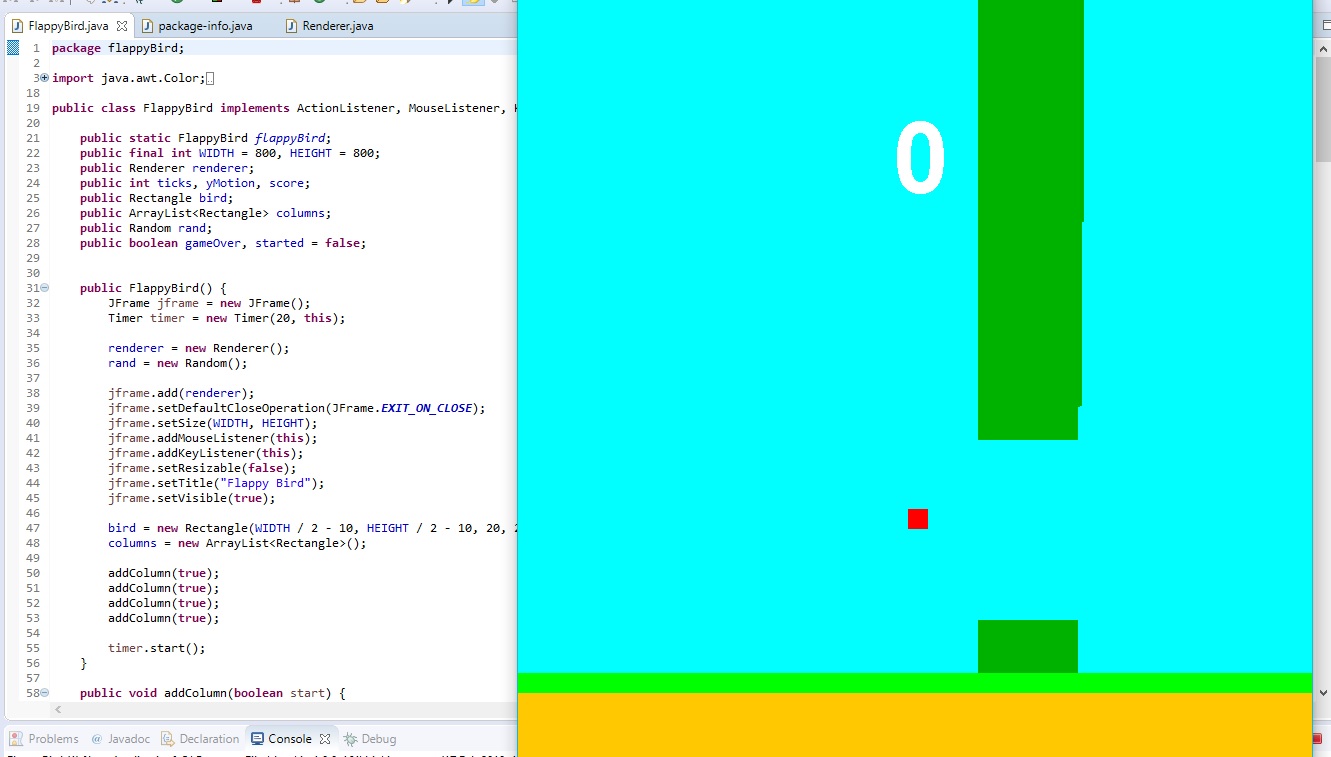 FlappyBird.java package-info.java Renderer.java
1 package flappyBird;
2
3 import java.awt.Color;
18
19 public class FlappyBird implements ActionListener, MouseListener,
20
21 public static FlappyBird flappyBird;
22 public final int WIDTH = 800, HEIGHT = 800;
23 public Renderer renderer;
24 public int ticks, yMotion, score;
25 public Rectangle bird;
26 public ArrayList<Rectangle> columns;
27 public Random rand;
28 public boolean gameOver, started = false;
29
30
31 public FlappyBird() {
32 JFrame jframe = new JFrame();
33 Timer timer = new Timer(20, this);
34
35 renderer = new Renderer();
36 rand = new Random();
37
38 jframe.add(renderer);
39 jframe.setDefaultCloseOperation(JFrame.EXIT_ON_CLOSE);
40 jframe.setSize(WIDTH, HEIGHT);
41 jframe.addMouseListener(this);
42 jframe.addKeyListener(this);
43 jframe.setResizable(false);
44 jframe.setTitle("Flappy Bird");
45 jframe.setVisible(true);
46
47 bird = new Rectangle(WIDTH / 2 - 10, HEIGHT / 2 - 10, 20,
48 columns = new ArrayList<Rectangle>();
49
50 addColumn(true);
51 addColumn(true);
52 addColumn(true);
53 addColumn(true);
54
55 timer.start();
56 }
57
58 public void addColumn(boolean start) {
Problems @ Javadoc Declaration Console Debug
0